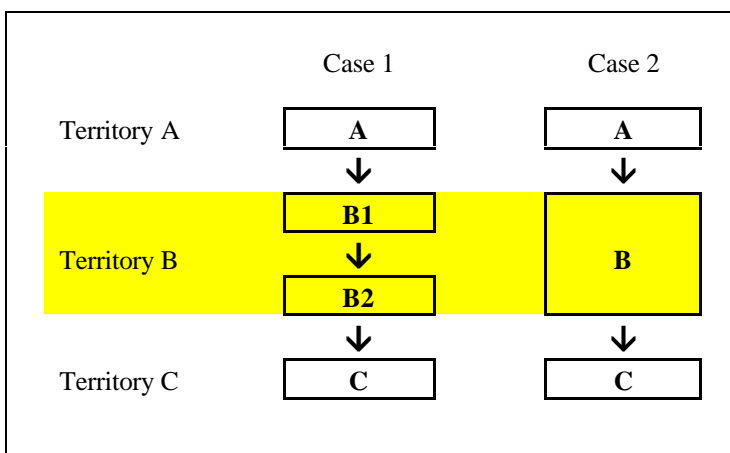 Case 1 Case 2
Territory A A A
B1
Territory B B
B2
Territory C C C